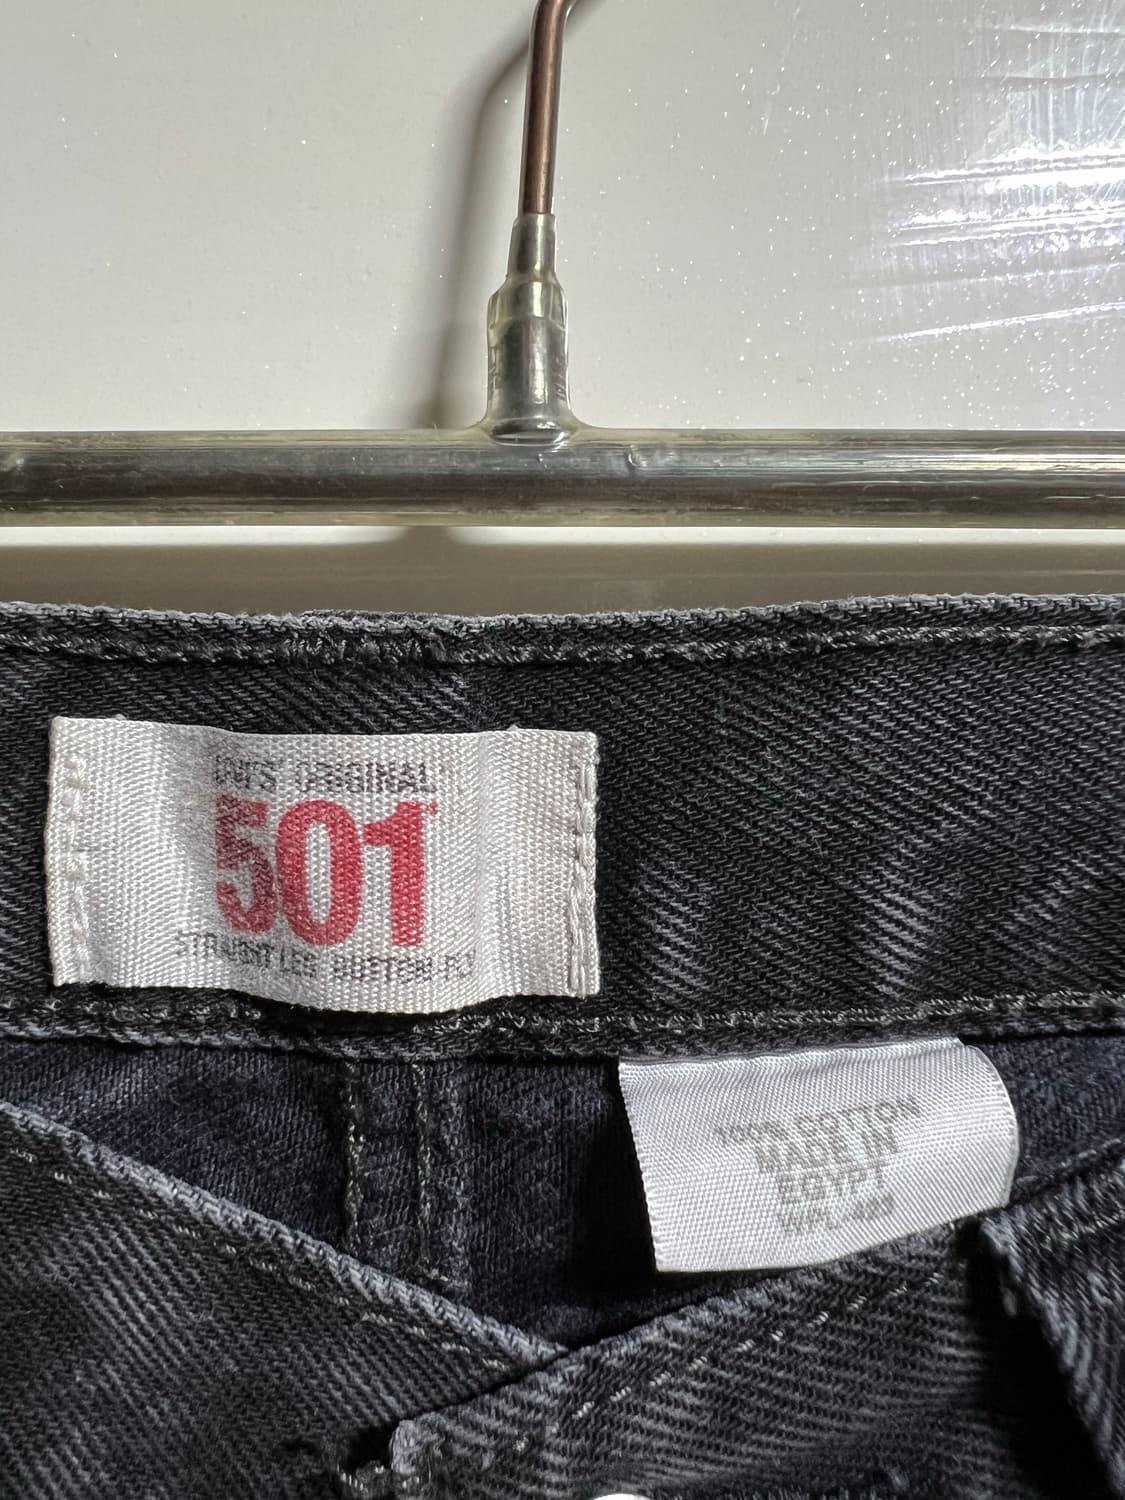 LEVI'S ORIGINAL
501
STRAIGHT LEG BUTTON FLY
100% COTTON
MADE IN
EGYPT